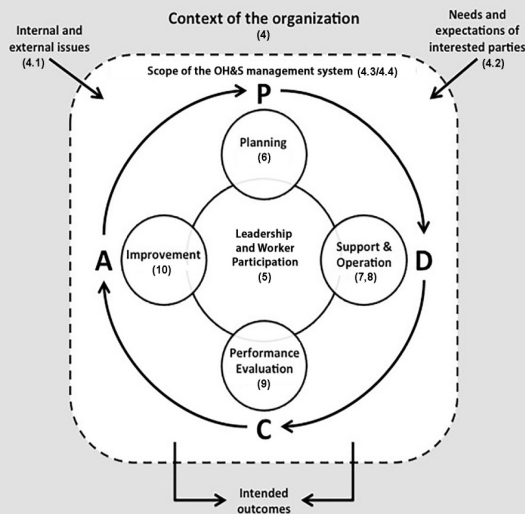 Context of the organization
(4)
Internal and
external issues
(4.1)
Needs and
expectations of
interested parties
(4.2)
Scope of the OH&S management system (4.3/4.4)
P
Planning
(6)
A
Improvement
(10)
Leadership
and Worker
Participation
(5)
Support &
Operation
(7,8)
D
Performance
Evaluation
(9)
C
Intended
outcomes